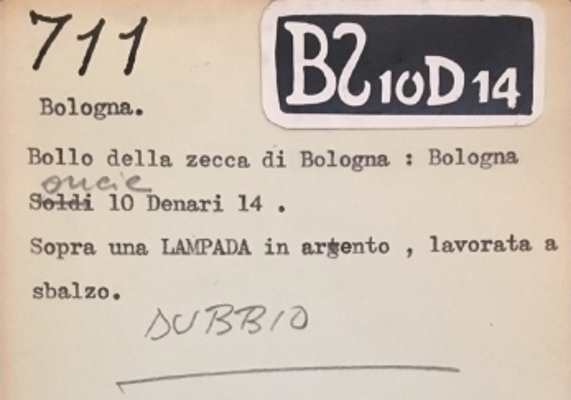 711
BS 10D 14
Bologna.
Bollo della zecca di Bologna : Bologna
oncie
Soldi 10 Denari 14 .
Sopra una LAMPADA in argento , lavorata a
sbalzo.
DUBBIO